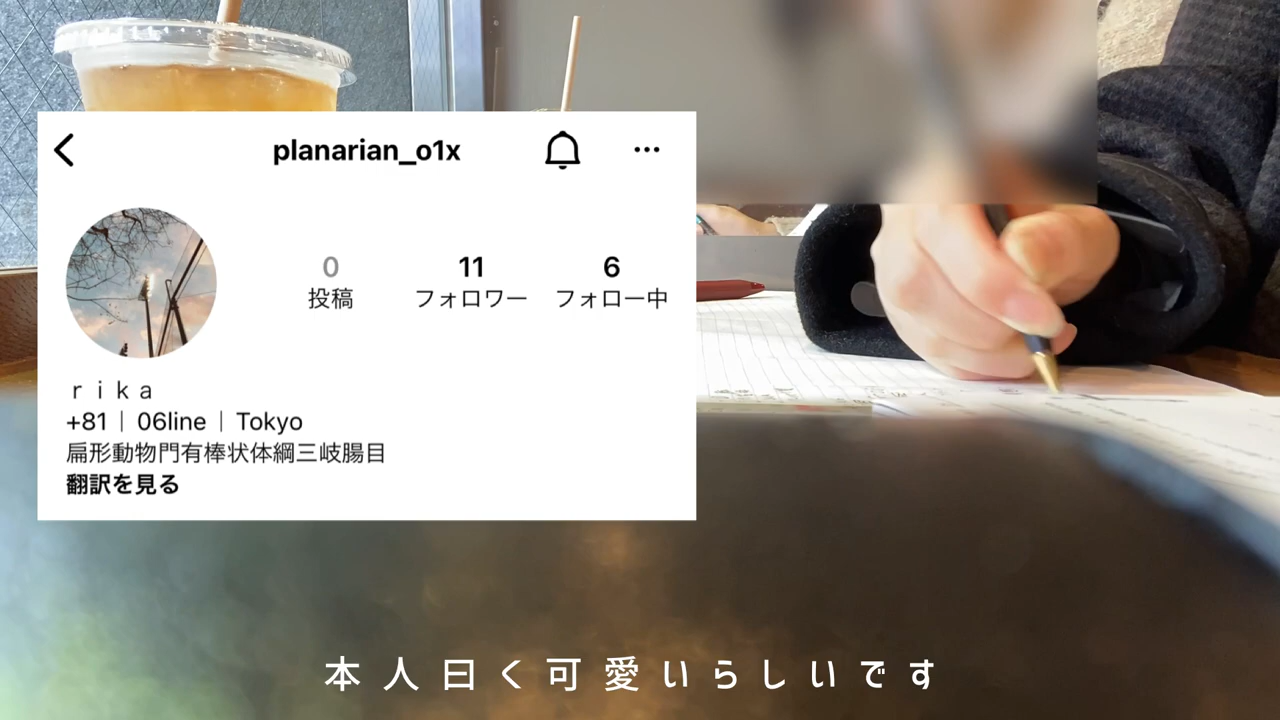 planarian_o1x
0
11
6
投稿
フォロワー
フォロー中
rika
+81 | 06line | Tokyo
扁形動物門有棒状体綱三岐腸目
翻訳を見る
本人曰く可愛いらしいです